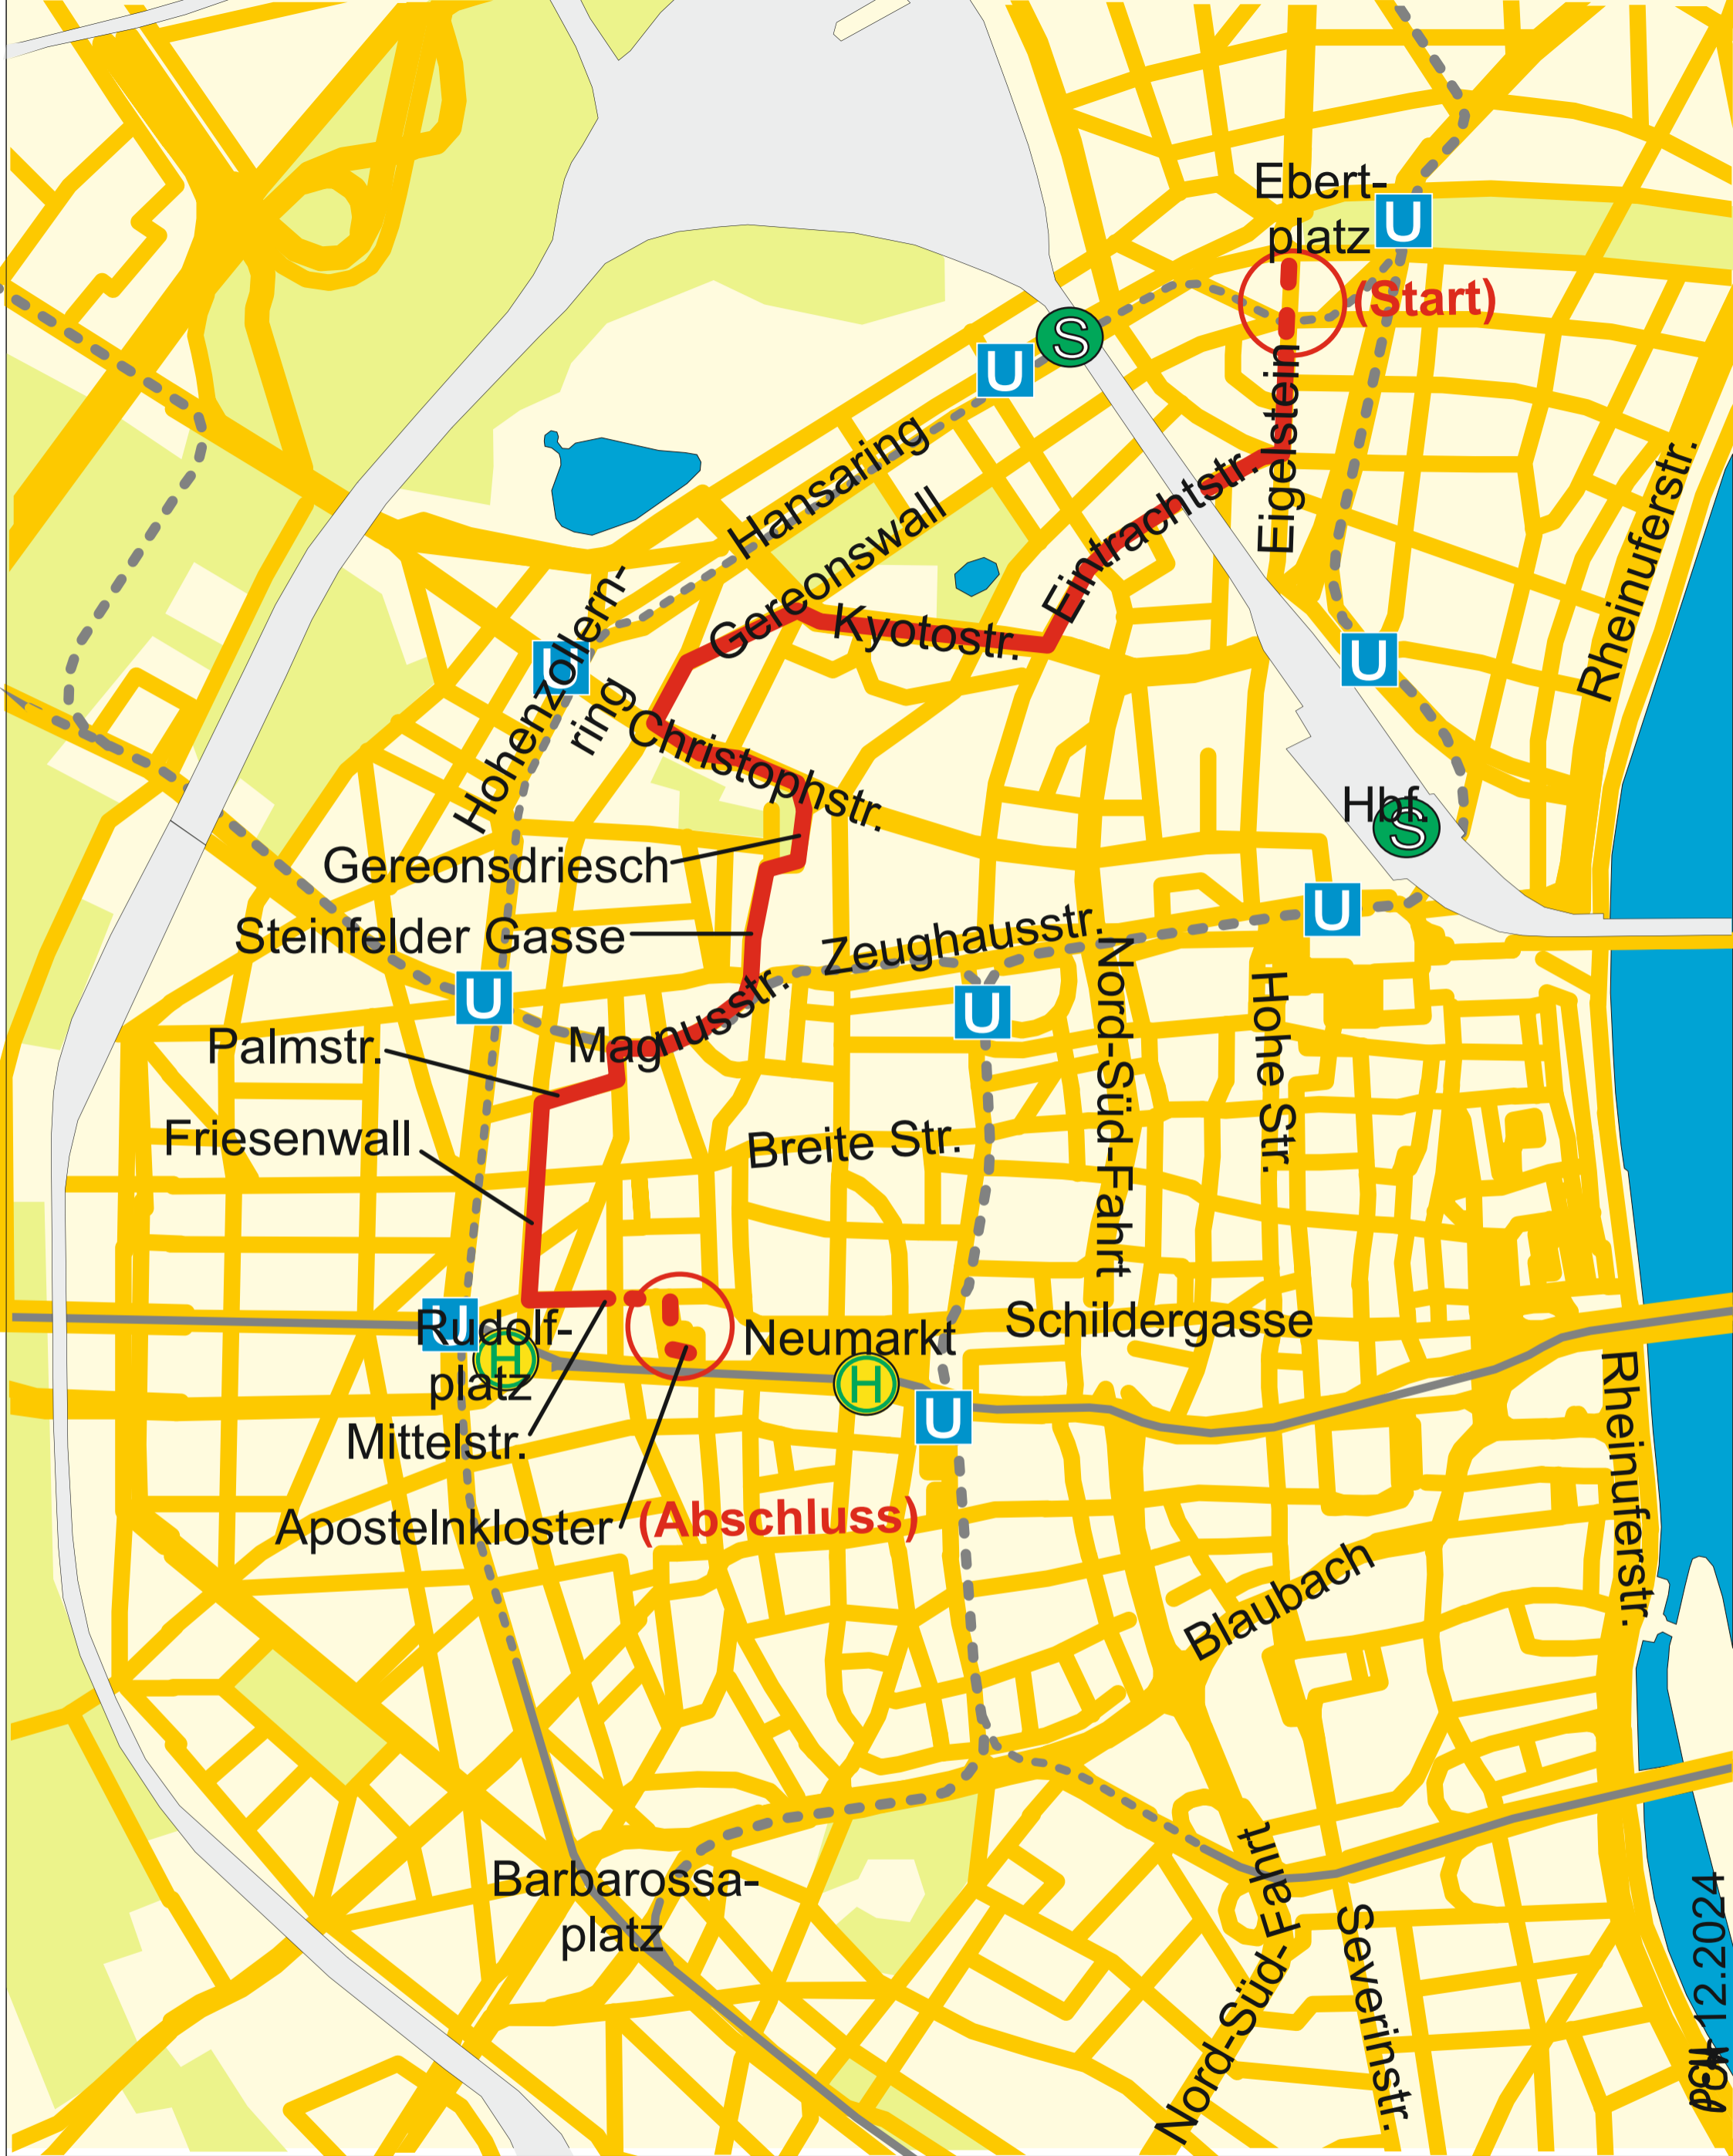 Ebert-
platz
U
(Start)
S
U
Eigelstein
Hansaring
Gereonswall
Eintrachtstr.
Kyotostr.
Rheinuferstr.
Hohenzollern-
ring
U
U
Christophstr.
Hbf.
S
Gereonsdriesch
U
Steinfelder Gasse
Zeughausstr.
Nord-Süd-Fahrt
Hohe Str.
U
U
Magnusstr.
Palmstr.
Friesenwall
Breite Str.
U
Rudolf-
platz
H
Neumarkt
H
Schildergasse
U
Mittelstr.
Apostelnkloster
(Abschluss)
Rheinuferstr.
Blaubach
Barbarossa-
platz
Nord-Süd-Fahrt
Severinstr.
12.2024